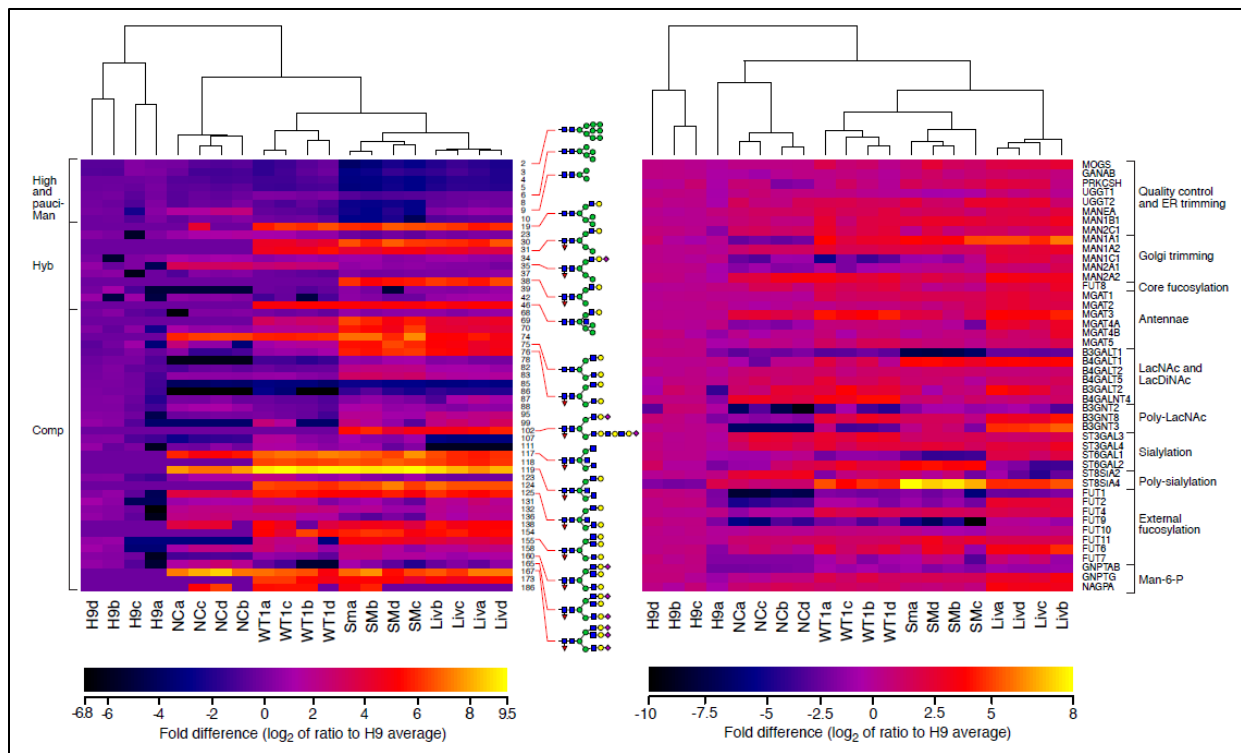 High
and
pauci-
Man
Hyb
Comp
2
3
4
5
6
8
9
10
19
23
30
31
34
35
37
38
39
42
46
68
69
70
74
75
76
78
82
83
85
86
87
88
95
99
102
107
111
117
118
119
123
124
125
131
132
136
138
154
155
158
160
165
167
173
186
H9d H9b H9c H9a NCa NCc NCd NCb WT1a WT1c WT1b WT1d Sma SMb SMd SMc Livb Livc Liva Livd
-6.8 -6 -4 -2 0 2 4 6 8 9.5
Fold difference (log2 of ratio to H9 average)
MOGS
GANAB
PRKCSH
UGGT1
UGGT2
MANEA
MAN1B1
MAN2C1
MAN1A1
MAN1A2
MAN1C1
MAN2A1
MAN2A2
FUT8
MGAT1
MGAT2
MGAT3
MGAT4A
MGAT4B
MGAT5
B3GALT1
B4GALT1
B4GALT2
B4GALT5
B3GALT2
B4GALNT4
B3GNT2
B3GNT8
B3GNT3
ST3GAL3
ST3GAL4
ST6GAL1
ST6GAL2
ST8SIA2
ST8SIA4
FUT1
FUT2
FUT4
FUT9
FUT10
FUT11
FUT6
FUT7
GNPTAB
GNPTG
NAGPA
Quality control
and ER trimming
Golgi trimming
Core fucosylation
Antennae
LacNAc and
LacDiNAc
Poly-LacNAc
Sialylation
Poly-sialylation
External
fucosylation
Man-6-P
H9d H9b H9c H9a NCa NCc NCb NCd WT1a WT1c WT1b WT1d Sma SMd SMb SMc Liva Livd Livc Livb
-10 -7.5 -5 -2.5 0 2.5 5 8
Fold difference (log2 of ratio to H9 average)